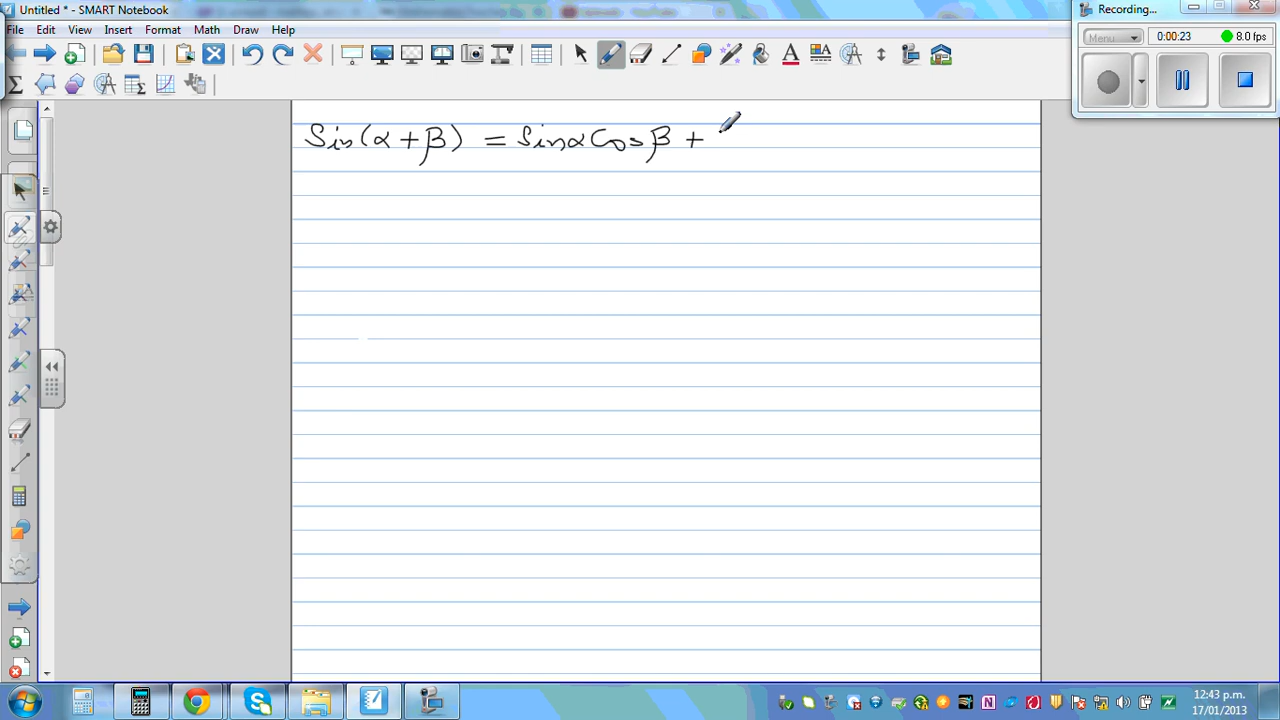 Untitled * - SMART Notebook
Recording...
File Edit View Insert Format Math Draw Help
Menu
0:00:23
8.0 fps
Sin(α+β) = Sinα Cos β +
12:43 p.m.
17/01/2013